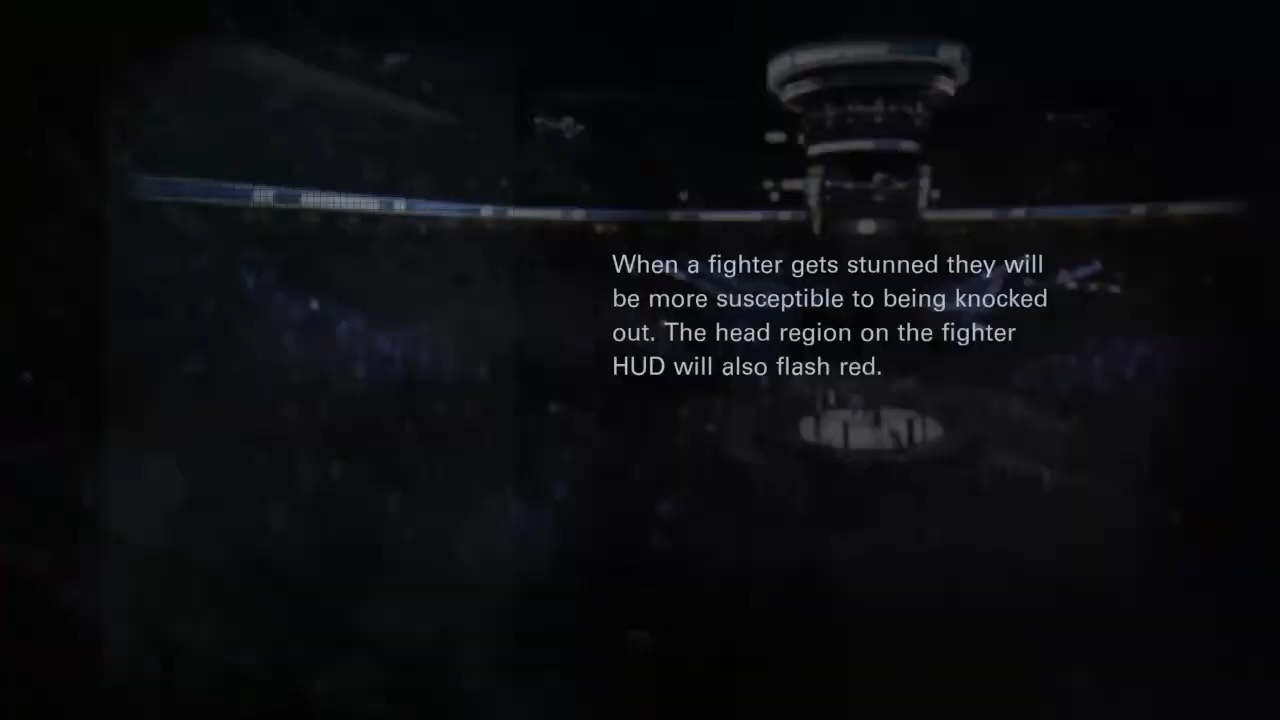 When a fighter gets stunned they will
be more susceptible to being knocked
out. The head region on the fighter
HUD will also flash red.